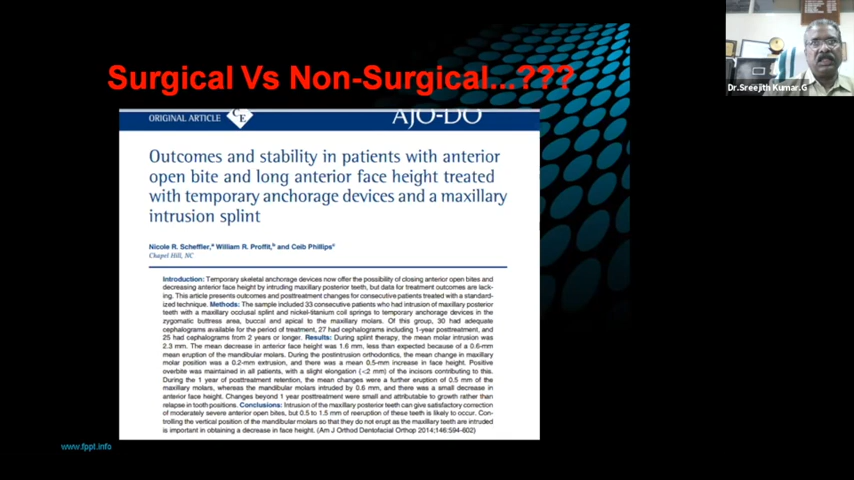 Surgical Vs Non-Surgical...???
Dr.Sreejith Kumar.G
ORIGINAL ARTICLE
CE
AJO-DO
Outcomes and stability in patients with anterior
open bite and long anterior face height treated
with temporary anchorage devices and a maxillary
intrusion splint
Nicole R. Scheffler,a William R. Proffit,b and Ceib Phillipsc
Chapel Hill, NC
Introduction: Temporary skeletal anchorage devices now offer the possibility of closing anterior open bites and
decreasing anterior face height by intruding maxillary posterior teeth, but data for treatment outcomes are lack-
ing. This article presents outcomes and posttreatment changes for consecutive patients treated with a standard-
ized technique. Methods: The sample included 33 consecutive patients who had intrusion of maxillary posterior
teeth with a maxillary occlusal splint and nickel-titanium coil springs to temporary anchorage devices in the
zygomatic buttress area, buccal and apical to the maxillary molars. Of this group, 30 had adequate
cephalograms available for the period of treatment, 27 had cephalograms including 1-year posttreatment, and
25 had cephalograms from 2 years or longer. Results: During splint therapy, the mean molar intrusion was
2.3 mm. The mean decrease in anterior face height was 1.6 mm, less than expected because of a 0.6-mm
mean eruption of the mandibular molars. During the postintrusion orthodontics, the mean change in maxillary
molar position was a 0.2-mm extrusion, and there was a mean 0.5-mm increase in face height. Positive
overbite was maintained in all patients, with a slight elongation (<2 mm) of the incisors contributing to this.
During the 1 year of posttreatment retention, the mean changes were a further eruption of 0.5 mm of the
maxillary molars, whereas the mandibular molars intruded by 0.6 mm, and there was a small decrease in
anterior face height. Changes beyond 1 year posttreatment were small and attributable to growth rather than
relapse in tooth positions. Conclusions: Intrusion of the maxillary posterior teeth can give satisfactory correction
of moderately severe anterior open bites, but 0.5 to 1.5 mm of reeruption of these teeth is likely to occur. Con-
trolling the vertical position of the mandibular molars so that they do not erupt as the maxillary teeth are intruded
is important in obtaining a decrease in face height. (Am J Orthod Dentofacial Orthop 2014;146:594-602)
www.fppt.info